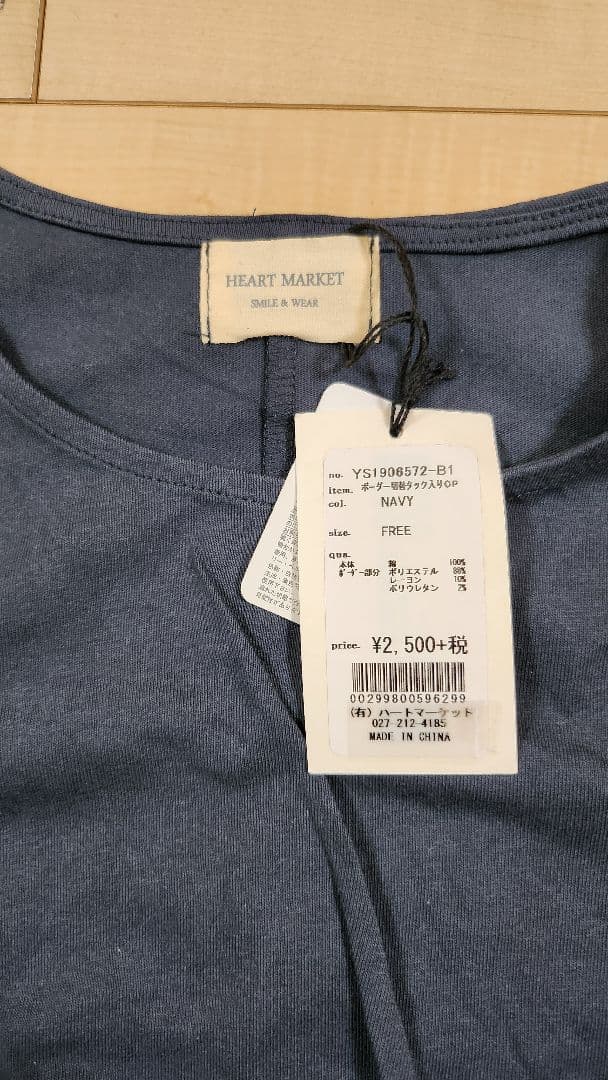 HEART MARKET
SMILE & WEAR
no. YS1906572-B1
item. ボーダー切替タック入りOP
col. NAVY
size. FREE
qua.
本体 綿 100%
ボーダー部分 ポリエステル 88%
レーヨン 10%
ポリウレタン 2%
price. ¥2,500+税
00299800596299
(有)ハートマーケット
027-212-4185
MADE IN CHINA